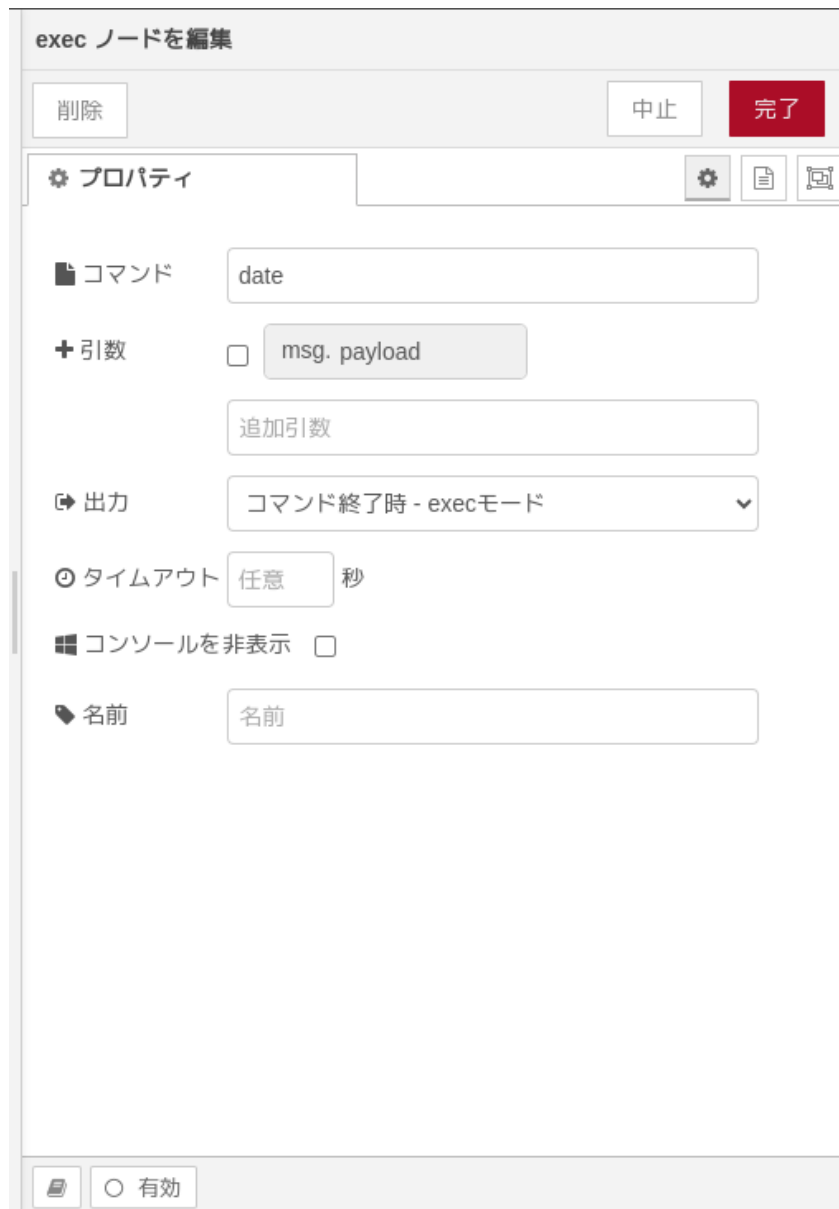 exec ノードを編集
削除 中止 完了
プロパティ
コマンド date
引数 msg. payload
追加引数
出力 コマンド終了時 - execモード
タイムアウト 任意 秒
コンソールを非表示
名前 名前
有効